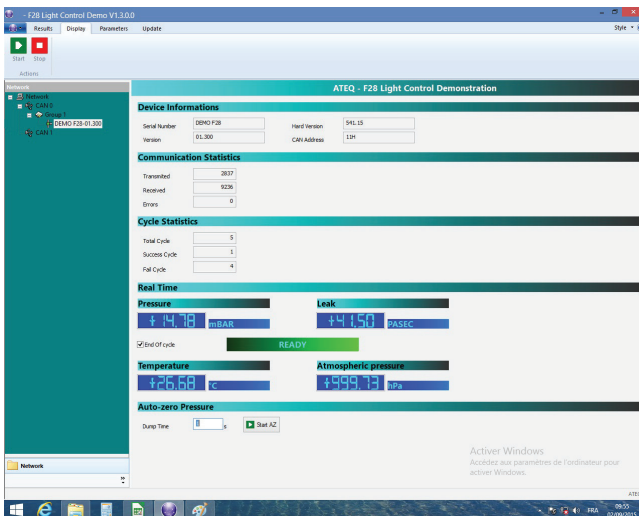 - F28 Light Control Demo V1.3.0.0
Results Display Parameters Update Style
Start Stop
Actions
Network
Network
CAN 0
Group 1
DEMO F28-01.300
CAN 1
ATEQ - F28 Light Control Demonstration
Device Informations
Serial Number DEMO F28 Hard Version 541.15
Version 01.300 CAN Address 11H
Communication Statistics
Transmited 2837
Received 9236
Errors 0
Cycle Statistics
Total Cycle 5
Success Cycle 1
Fail Cycle 4
Real Time
Pressure Leak
+14.78 mBAR +41.50 PASEC
End Of cycle READY
Temperature Atmospheric pressure
+26.68 °C +999.73 hPa
Auto-zero Pressure
Dump Time s Start AZ
Activer Windows
Accédez aux paramètres de l'ordinateur pour
activer Windows.
Network
ATE
FRA 09:55
02/09/2015